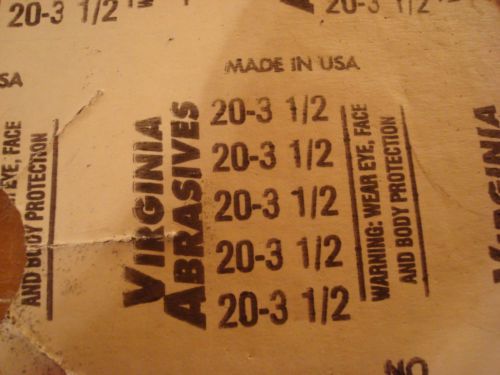 20-3 1/2
20-3 1/2
MADE IN USA
USA
EYE, FACE
AND BODY PROTECTION
VIRGINIA
ABRASIVES
20-3 1/2
20-3 1/2
20-3 1/2
20-3 1/2
20-3 1/2
WARNING: WEAR EYE, FACE
AND BODY PROTECTION
VIRGINIA
NO